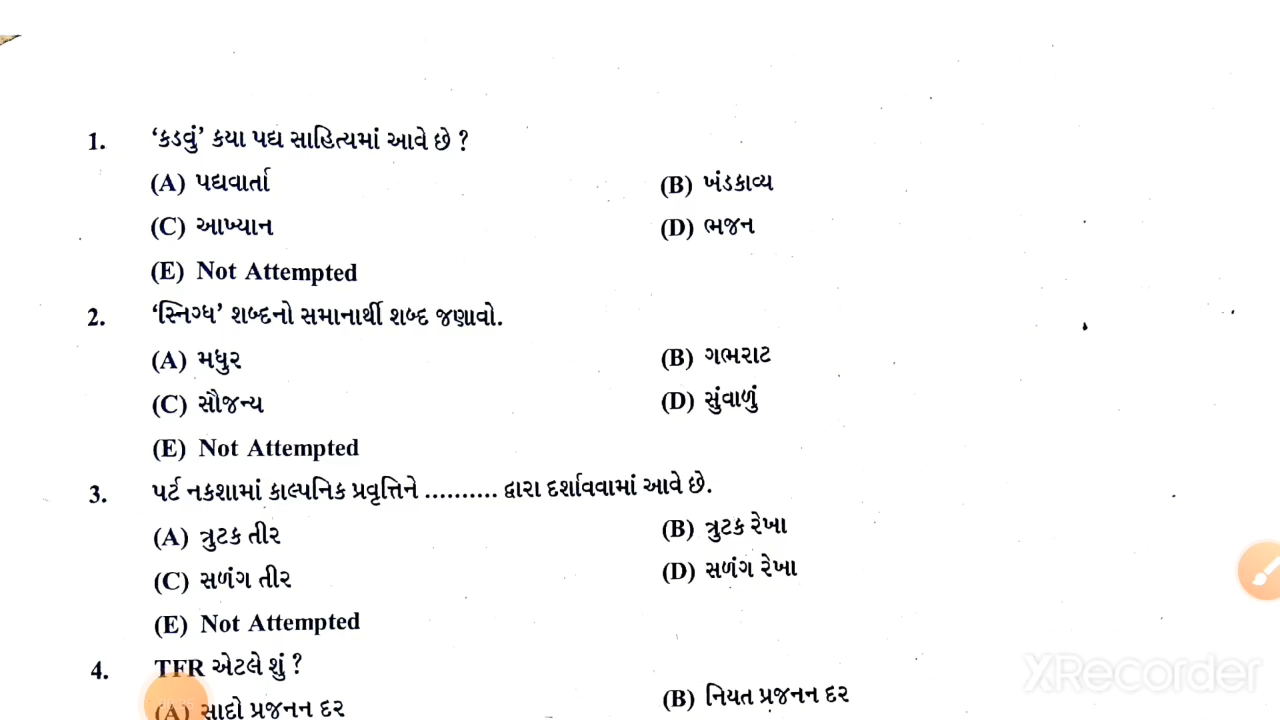 1. 'કડવું' કયા પદ્ય સાહિત્યમાં આવે છે ?
(A) પદ્યવાર્તા (B) ખંડકાવ્ય
(C) આખ્યાન (D) ભજન
(E) Not Attempted
2. 'સ્નિગ્ધ' શબ્દનો સમાનાર્થી શબ્દ જણાવો.
(A) મધુર (B) ગભરાટ
(C) સૌજન્ય (D) સુંવાળું
(E) Not Attempted
3. પર્ટ નકશામાં કાલ્પનિક પ્રવૃત્તિને .......... દ્વારા દર્શાવવામાં આવે છે.
(A) ત્રુટક તીર (B) ત્રુટક રેખા
(C) સળંગ તીર (D) સળંગ રેખા
(E) Not Attempted
4. TFR એટલે શું ?
(A) સાદો પ્રજનન દર (B) નિયત પ્રજનન દર
XRecorder